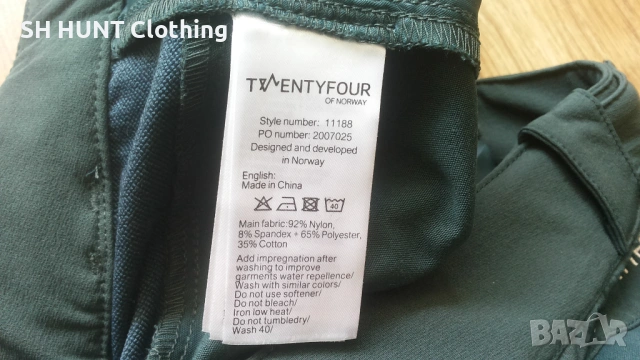 SH HUNT Clothing
TWENTYFOUR
OF NORWAY
Style number: 11188
PO number: 2007025
Designed and developed
in Norway
English:
Made in China
40
Main fabric:92% Nylon,
8% Spandex + 65% Polyester,
35% Cotton
Add impregnation after
washing to improve
garments water repellence/
Wash with similar colors/
Do not use softener/
Do not bleach/
Iron low heat/
Do not tumbledry/
Wash 40/
BAZAR.BG